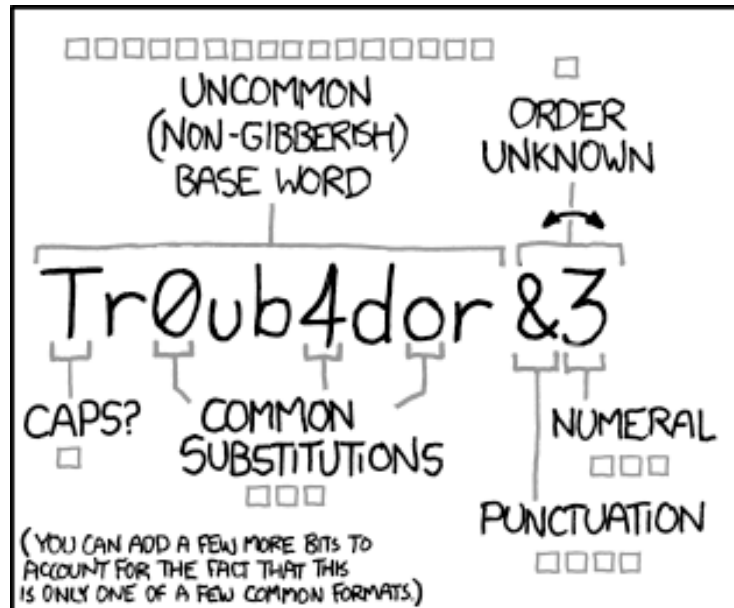 UNCOMMON
(NON-GIBBERISH)
BASE WORD
ORDER
UNKNOWN
Tr0ub4dor &3
CAPS?
COMMON
SUBSTITUTIONS
NUMERAL
PUNCTUATION
(YOU CAN ADD A FEW MORE BITS TO
ACCOUNT FOR THE FACT THAT THIS
IS ONLY ONE OF A FEW COMMON FORMATS.)